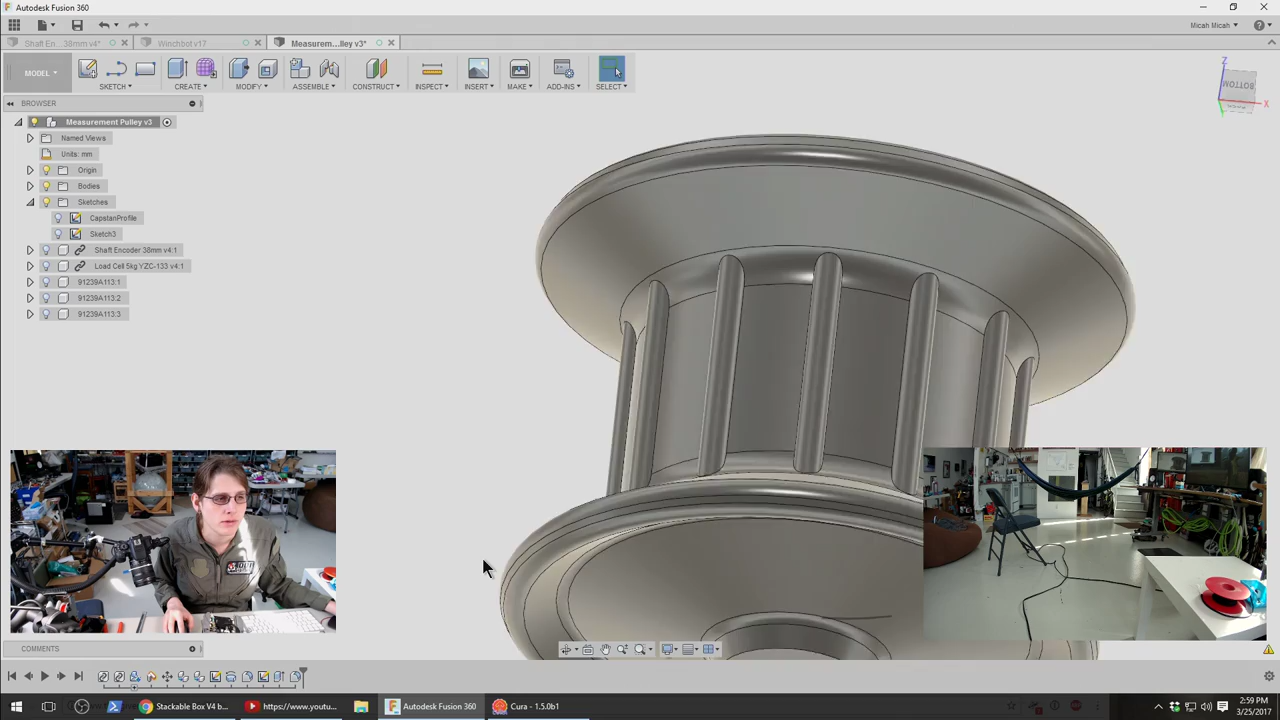 Autodesk Fusion 360
Micah Micah
Shaft En...38mm v4*
Winchbot v17
Measurem...lley v3*
MODEL
SKETCH
CREATE
MODIFY
ASSEMBLE
CONSTRUCT
INSPECT
INSERT
MAKE
ADD-INS
SELECT
BROWSER
Z
BOTTOM
X
Measurement Pulley v3
Named Views
Units: mm
Origin
Bodies
Sketches
CapstanProfile
Sketch3
Shaft Encoder 38mm v4:1
Load Cell 5kg YZC-133 v4:1
91239A113:1
91239A113:2
91239A113:3
COMMENTS
Stackable Box V4 b...
https://www.youtu...
Autodesk Fusion 360
Cura - 1.5.0b1
2:59 PM
3/25/2017